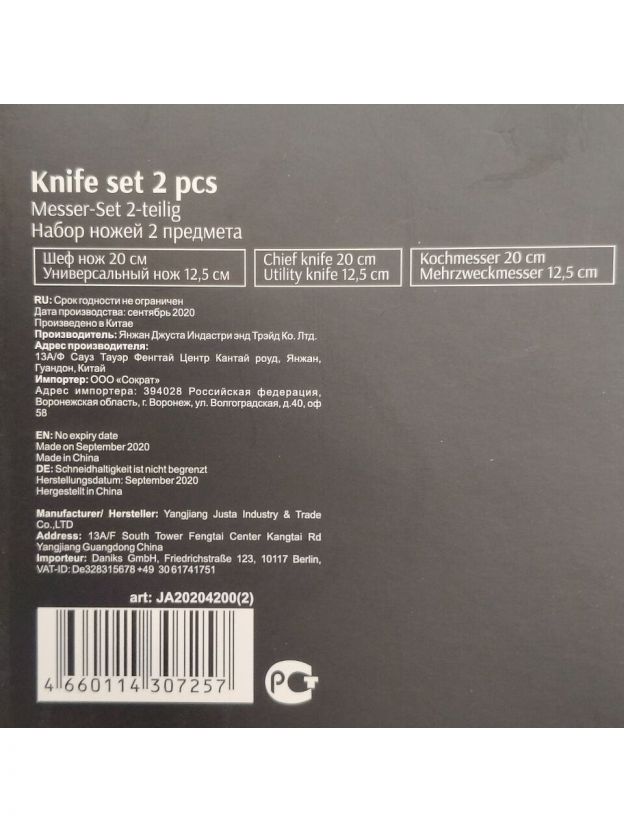 Knife set 2 pcs
Messer-Set 2-teilig
Набор ножей 2 предмета
Шеф нож 20 см
Универсальный нож 12,5 см
Chief knife 20 cm
Utility knife 12,5 cm
Kochmesser 20 cm
Mehrzweckmesser 12,5 cm
RU: Срок годности не ограничен
Дата производства: сентябрь 2020
Произведено в Китае
Производитель: Янжан Джуста Индастри энд Трэйд Ко. Лтд.
Адрес производителя:
13А/Ф Сауз Тауэр Фенгтай Центр Кантай роуд, Янжан,
Гуандон, Китай
Импортер: ООО «Сократ»
Адрес импортера: 394028 Российская федерация,
Воронежская область, г. Воронеж, ул. Волгоградская, д.40, оф
58
EN: No expiry date
Made on September 2020
Made in China
DE: Schneidhaltigkeit ist nicht begrenzt
Herstellungsdatum: September 2020
Hergestellt in China
Manufacturer/ Hersteller: Yangjiang Justa Industry & Trade
Co.,LTD
Address: 13A/F South Tower Fengtai Center Kangtai Rd
Yangjiang Guangdong China
Importeur: Daniks GmbH, Friedrichstraße 123, 10117 Berlin,
VAT-ID: De328315678 +49 30 61741751
art: JA20204200(2)
4 660114 307257
РСТ